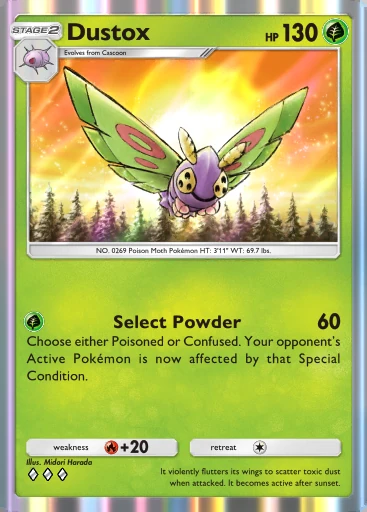 STAGE2 Dustox HP 130
Evolves from Cascoon
NO. 0269 Poison Moth Pokémon HT: 3'11" WT: 69.7 lbs.
Select Powder 60
Choose either Poisoned or Confused. Your opponent's
Active Pokémon is now affected by that Special
Condition.
weakness +20 retreat
Illus. Midori Harada
It violently flutters its wings to scatter toxic dust
when attacked. It becomes active after sunset.